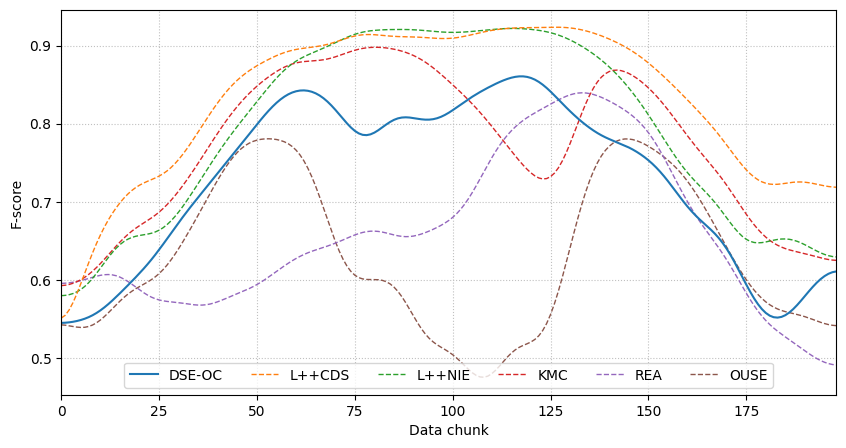 F-score
0.9
0.8
0.7
0.6
0.5
DSE-OC L++CDS L++NIE KMC REA OUSE
0 25 50 75 100 125 150 175
Data chunk